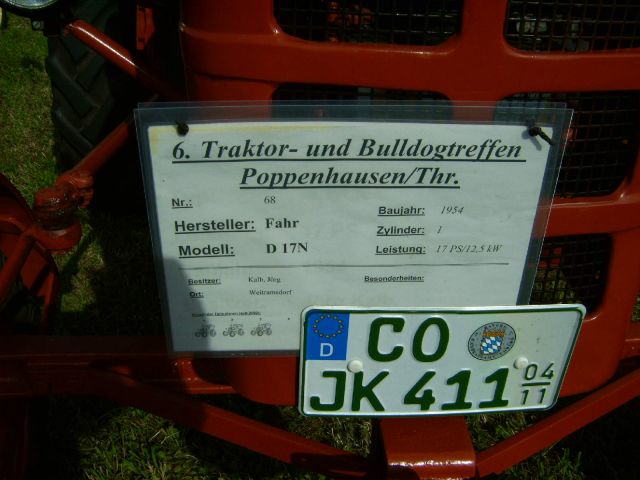 6. Traktor- und Bulldogtreffen
Poppenhausen/Thr.
Nr.: 68
Baujahr: 1954
Hersteller: Fahr
Zylinder: 1
Modell: D 17N
Leistung: 17 PS/12,5 kW
Besitzer: Kalb, Jörg
Besonderheiten:
Ort: Weitramsdorf
D CO
JK 411 04
11